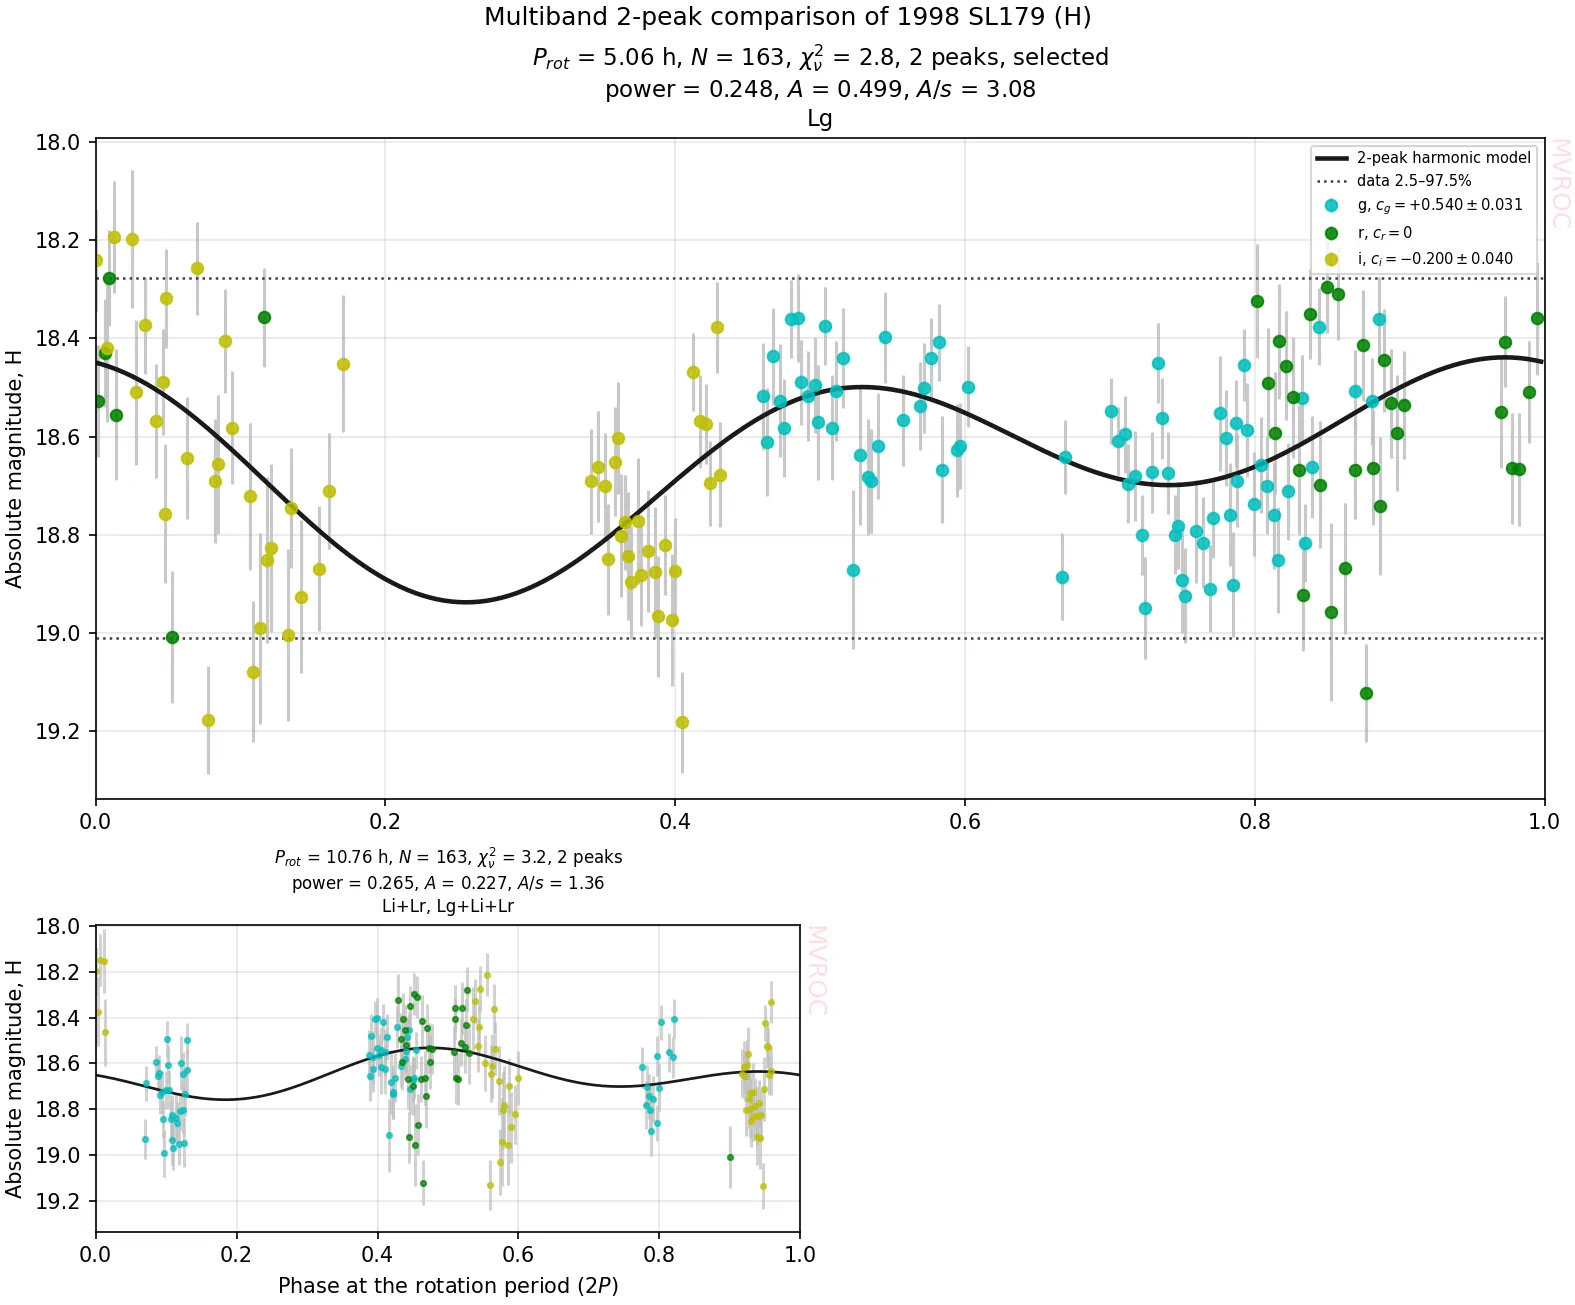 Multiband 2-peak comparison of 1998 SL179 (H)
P_rot = 5.06 h, N = 163, χ²_ν = 2.8, 2 peaks, selected
power = 0.248, A = 0.499, A/s = 3.08
Lg
2-peak harmonic model
data 2.5–97.5%
g, c_g = +0.540 ± 0.031
r, c_r = 0
i, c_i = −0.200 ± 0.040
MVROC
Absolute magnitude, H
18.0
18.2
18.4
18.6
18.8
19.0
19.2
0.0 0.2 0.4 0.6 0.8 1.0
P_rot = 10.76 h, N = 163, χ²_ν = 3.2, 2 peaks
power = 0.265, A = 0.227, A/s = 1.36
Li+Lr, Lg+Li+Lr
MVROC
Absolute magnitude, H
18.0
18.2
18.4
18.6
18.8
19.0
19.2
0.0 0.2 0.4 0.6 0.8 1.0
Phase at the rotation period (2P)